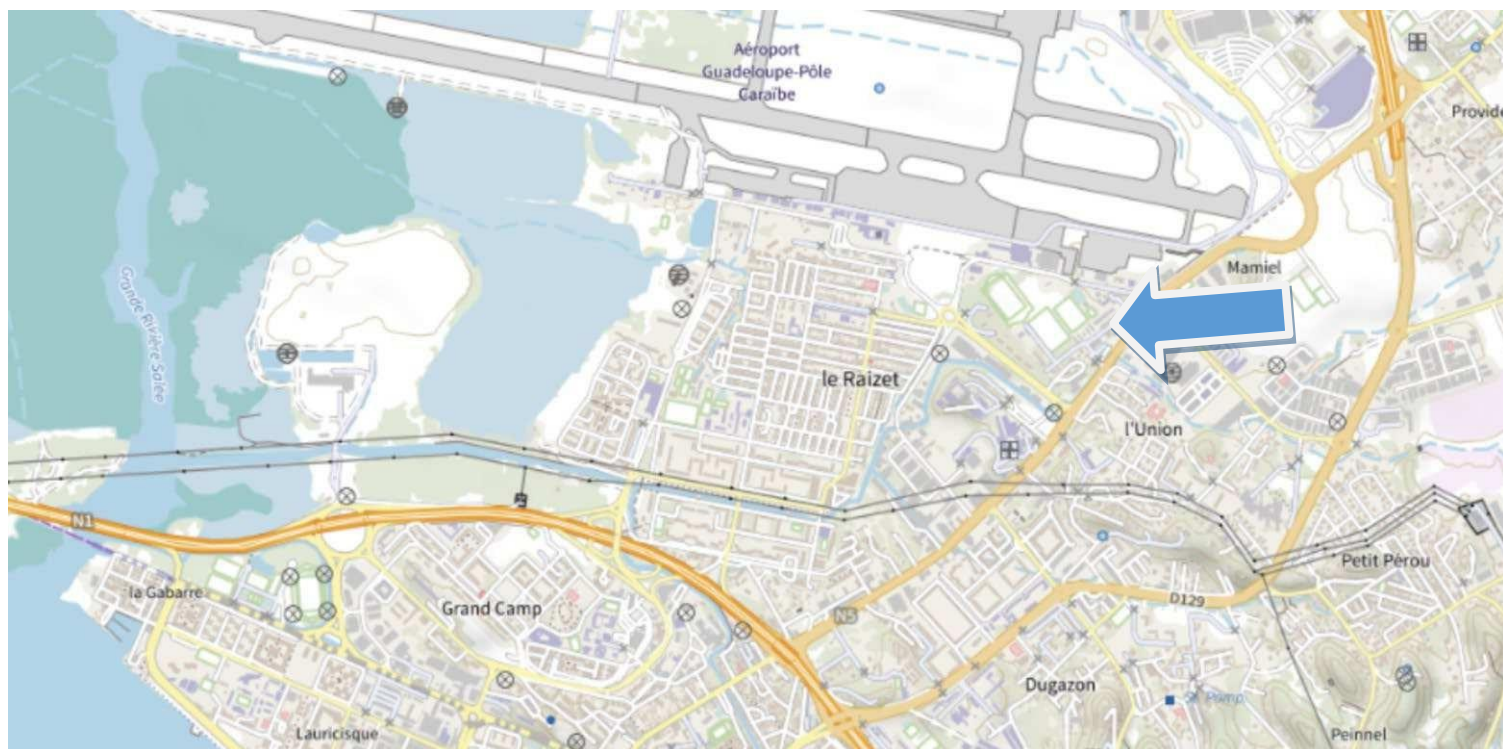 Aéroport
Guadeloupe-Pôle
Caraïbe
Provide
Mamiel
Grande Rivière Salée
le Raizet
l'Union
N1
Petit Pérou
la Gabarre
Grand Camp
D129
N5
Dugazon
Lauricisque
Peinnel